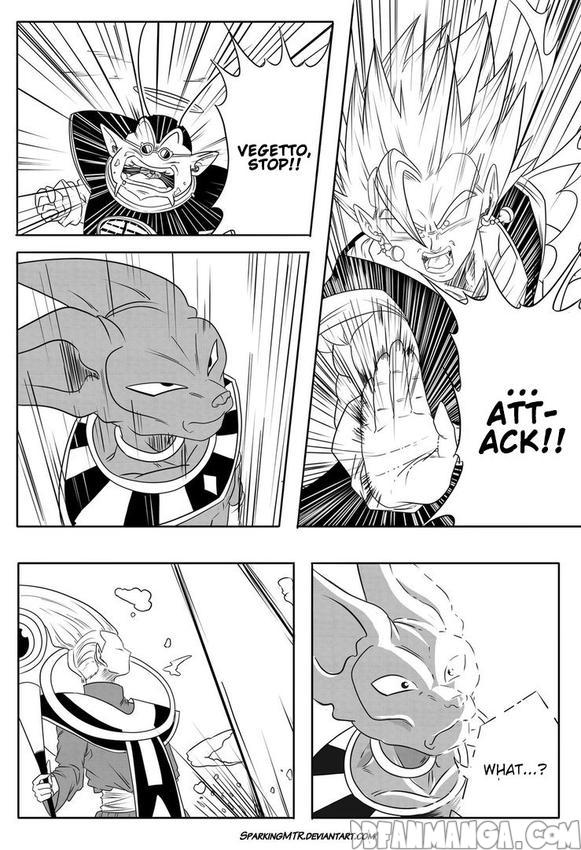 VEGETTO,
STOP!!
...
ATT-
ACK!!
WHAT...?
SPARKINGMTR.DEVIANTART.COM
DBFANMANGA.COM